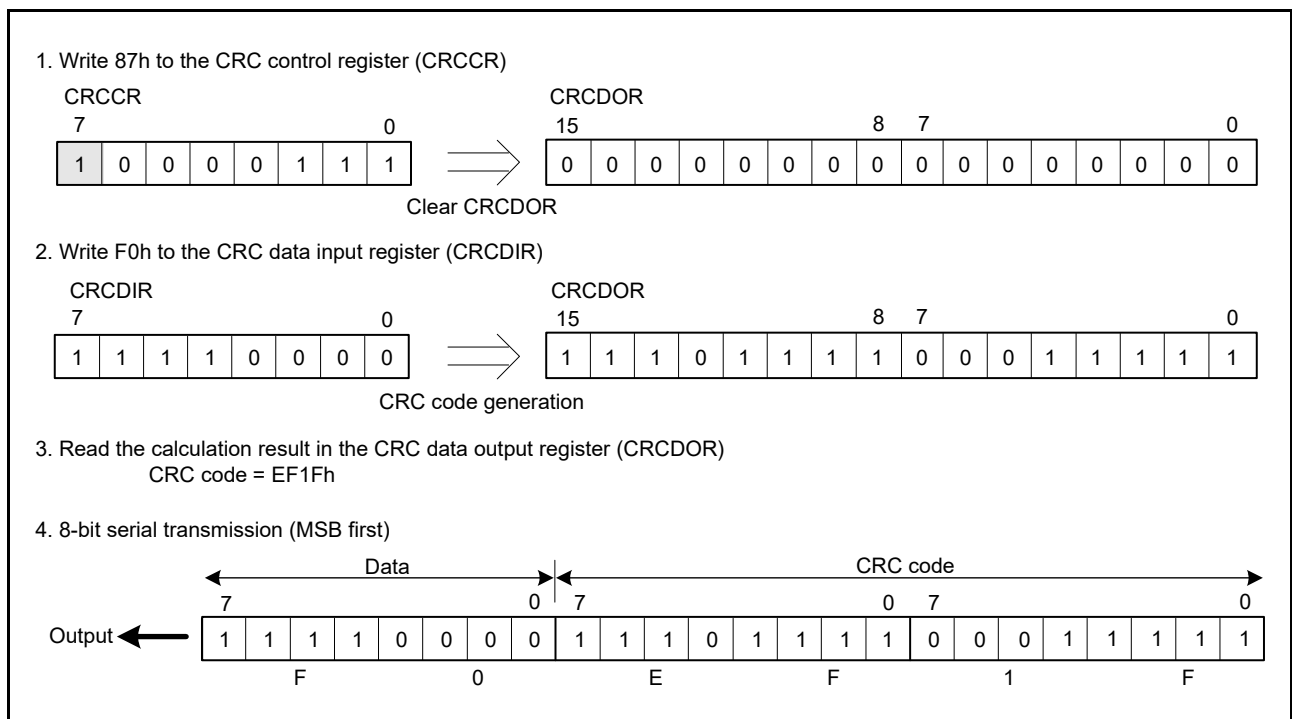 1. Write 87h to the CRC control register (CRCCR)
CRCCR CRCDOR
7 0 15 8 7 0
1 0 0 0 0 1 1 1 0 0 0 0 0 0 0 0 0 0 0 0 0 0 0 0
Clear CRCDOR
2. Write F0h to the CRC data input register (CRCDIR)
CRCDIR CRCDOR
7 0 15 8 7 0
1 1 1 1 0 0 0 0 1 1 1 0 1 1 1 1 0 0 0 1 1 1 1 1
CRC code generation
3. Read the calculation result in the CRC data output register (CRCDOR)
CRC code = EF1Fh
4. 8-bit serial transmission (MSB first)
Data CRC code
7 0 7 0 7 0
Output 1 1 1 1 0 0 0 0 1 1 1 0 1 1 1 1 0 0 0 1 1 1 1 1
F 0 E F 1 F